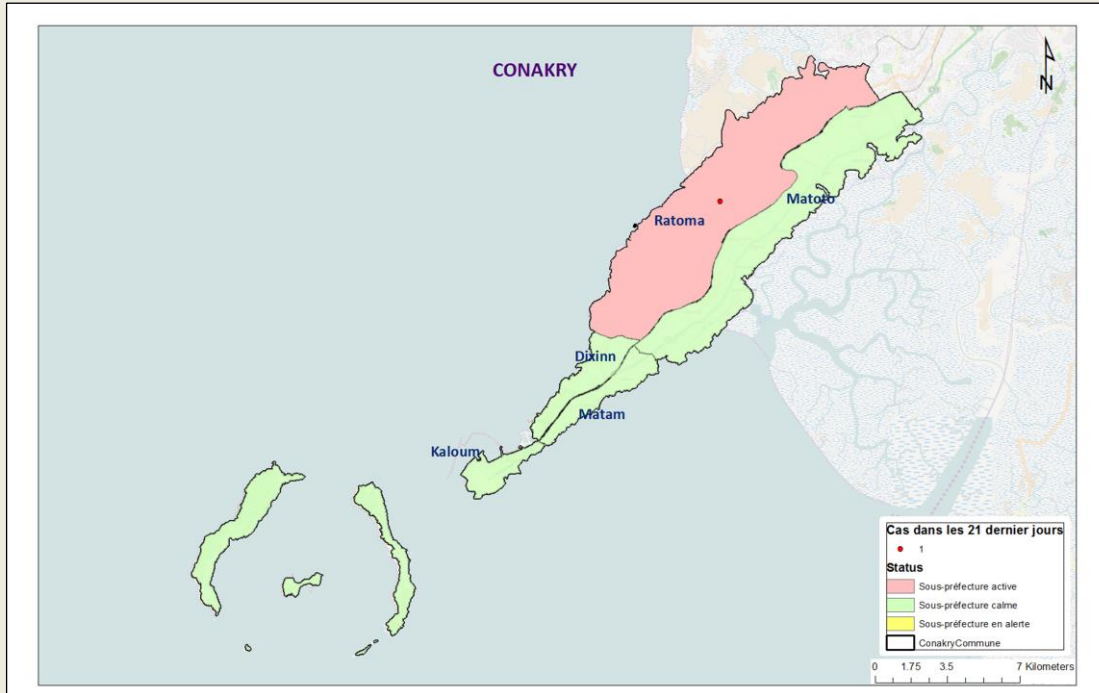 CONAKRY
N
Ratoma
Matoto
Dixinn
Matam
Kaloum
Cas dans les 21 dernier jours
1
Status
Sous-préfecture active
Sous-préfecture calme
Sous-préfecture en alerte
ConakryCommune
0 1.75 3.5 7 Kilometers